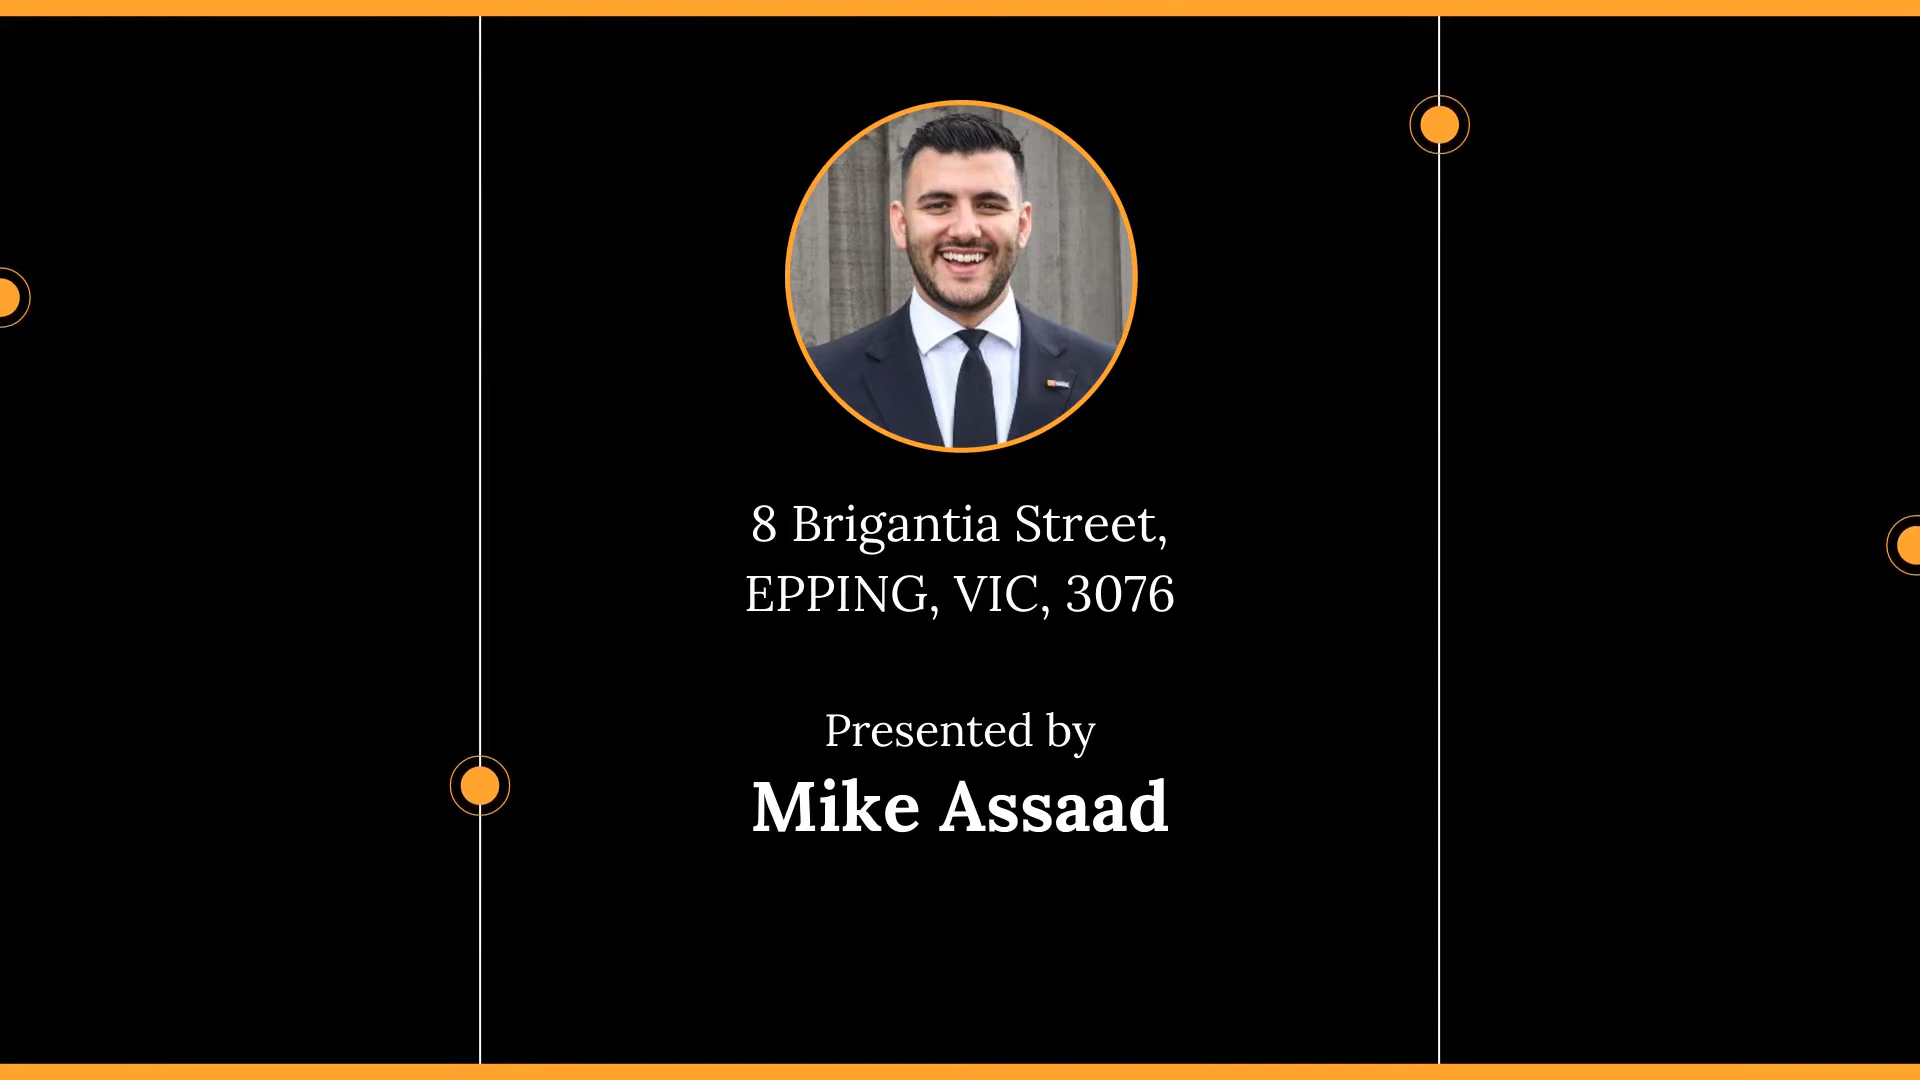 8 Brigantia Street,
EPPING, VIC, 3076
Presented by
Mike Assaad